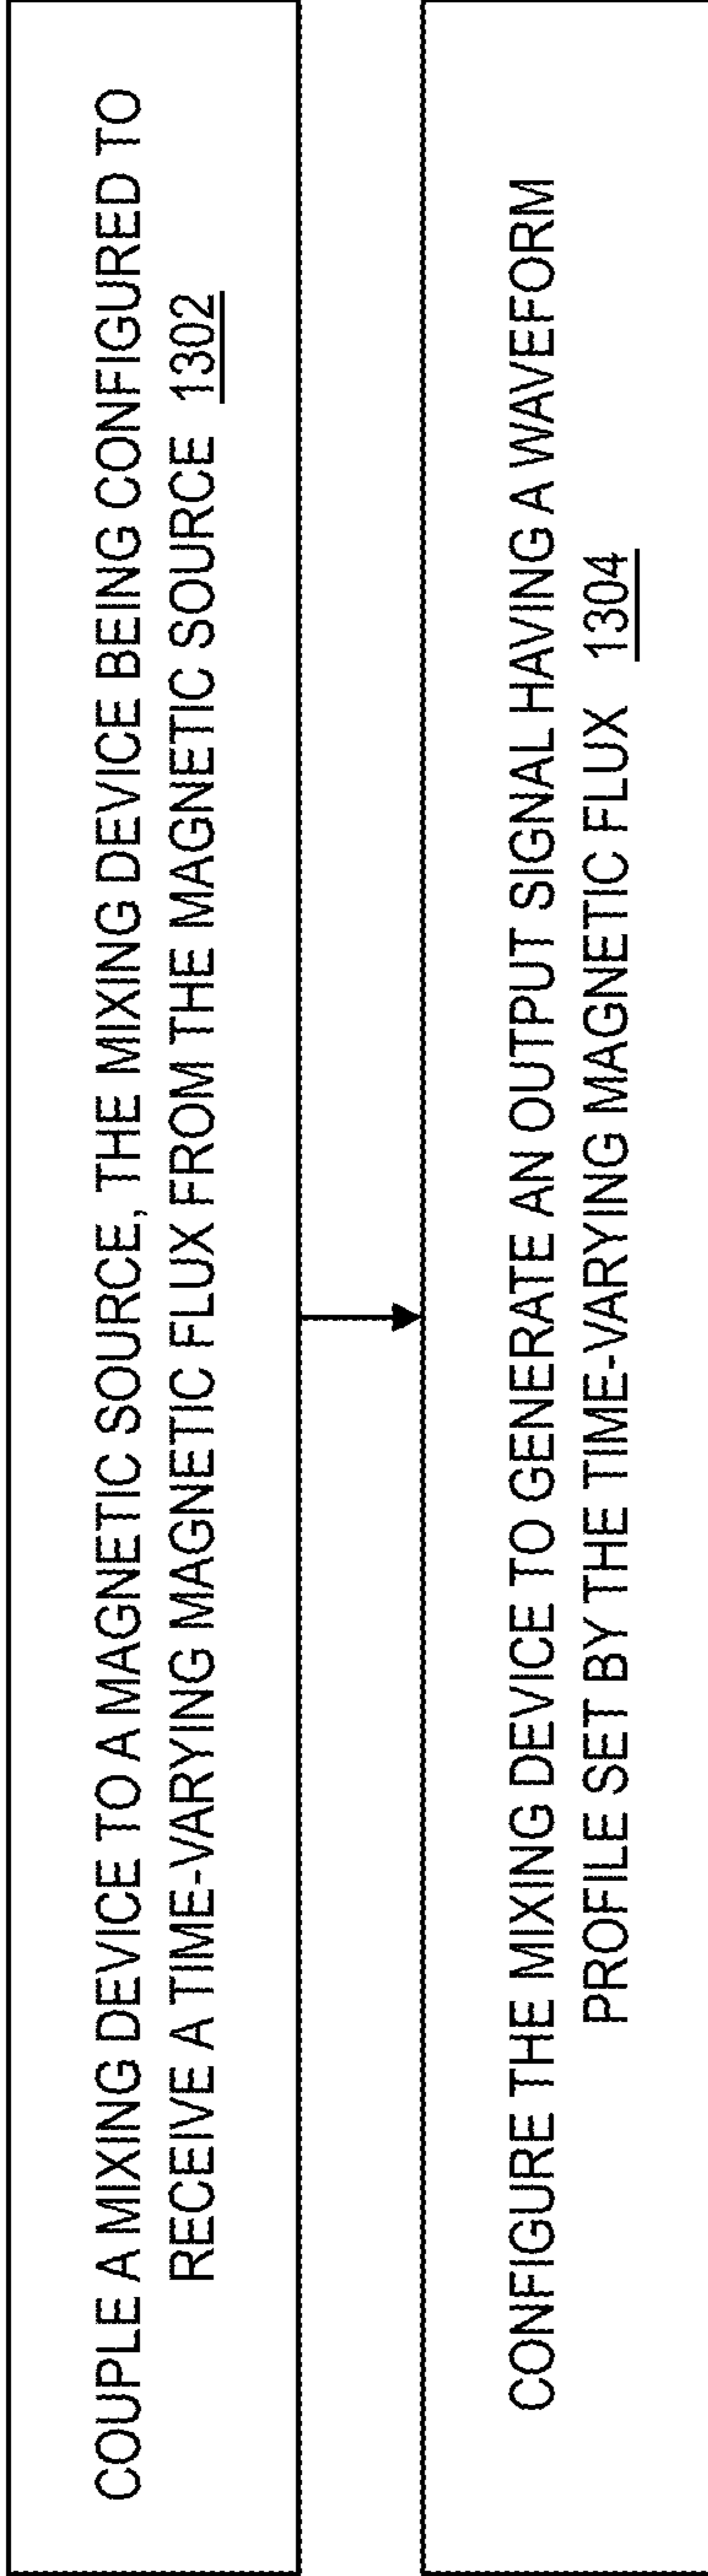 COUPLE A MIXING DEVICE TO A MAGNETIC SOURCE, THE MIXING DEVICE BEING CONFIGURED TO
RECEIVE A TIME-VARYING MAGNETIC FLUX FROM THE MAGNETIC SOURCE 1302
CONFIGURE THE MIXING DEVICE TO GENERATE AN OUTPUT SIGNAL HAVING A WAVEFORM
PROFILE SET BY THE TIME-VARYING MAGNETIC FLUX 1304